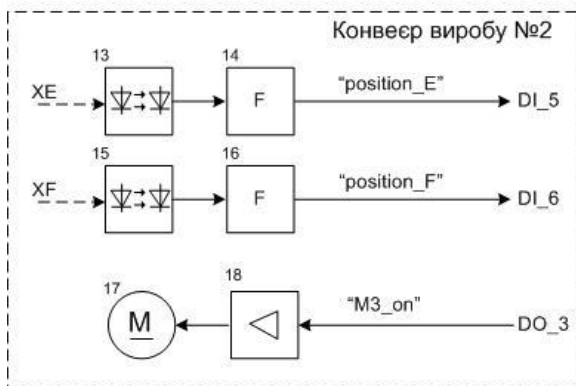 Конвеєр виробу №2
13
14
XE
F
"position_E"
DI_5
15
16
XF
F
"position_F"
DI_6
17
18
M
"M3_on"
DO_3